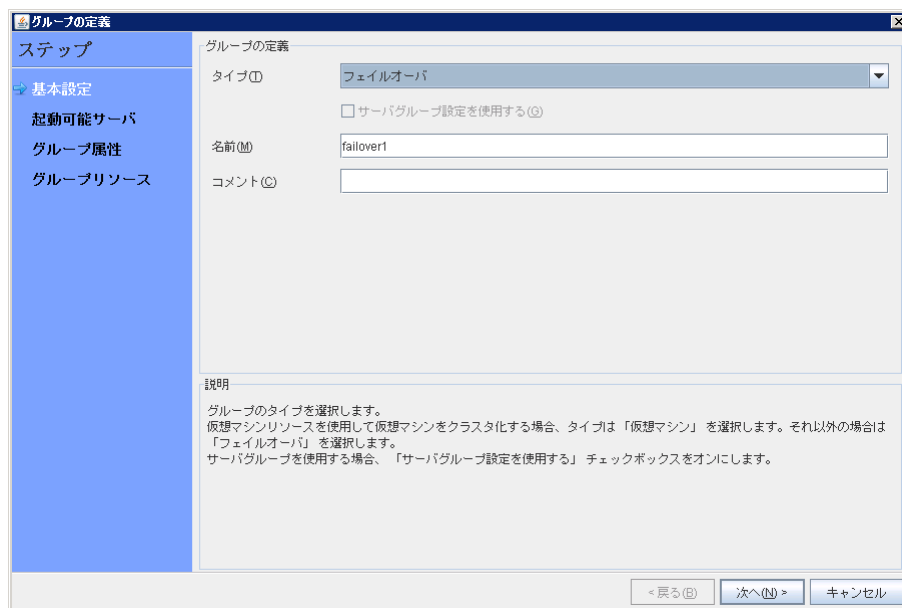 グループの定義
ステップ
基本設定
起動可能サーバ
グループ属性
グループリソース
グループの定義
タイプ(T)
フェイルオーバ
サーバグループ設定を使用する(G)
名前(M)
failover1
コメント(C)
説明
グループのタイプを選択します。
仮想マシンリソースを使用して仮想マシンをクラスタ化する場合、タイプは「仮想マシン」 を選択します。それ以外の場合は
「フェイルオーバ」 を選択します。
サーバグループを使用する場合、 「サーバグループ設定を使用する」 チェックボックスをオンにします。
< 戻る(B)
次へ(N) >
キャンセル